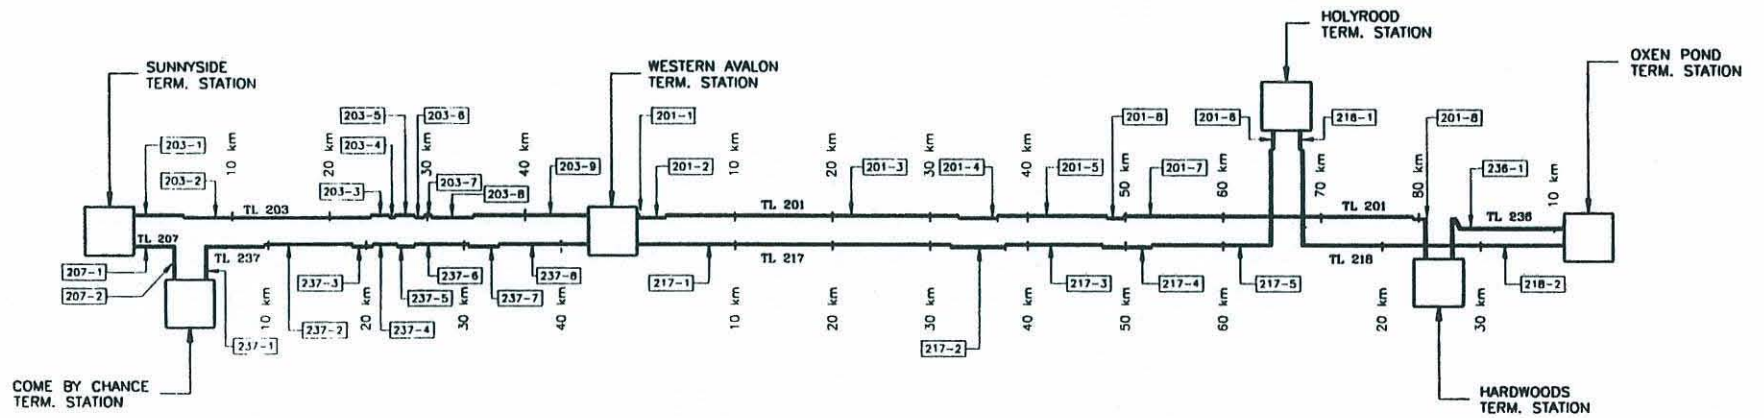 HOLYROOD
TERM. STATION
SUNNYSIDE
TERM. STATION
WESTERN AVALON
TERM. STATION
OXEN POND
TERM. STATION
203-5
203-6
201-1
201-8
201-6
218-1
201-8
203-1
203-4
203-2
10 km
20 km
30 km
40 km
203-9
201-2
10 km
20 km
201-3
30 km
201-4
40 km
201-5
50 km
201-7
60 km
70 km
80 km
236-1
10 km
203-3
203-7
203-8
TL 203
TL 201
TL 201
TL 236
TL 207
TL 237
TL 217
TL 218
207-1
207-2
237-3
237-6
237-8
217-1
217-3
217-4
217-5
218-2
237-5
237-7
10 km
20 km
30 km
40 km
10 km
20 km
30 km
40 km
50 km
60 km
20 km
30 km
237-2
237-4
237-1
217-2
COME BY CHANCE
TERM. STATION
HARDWOODS
TERM. STATION